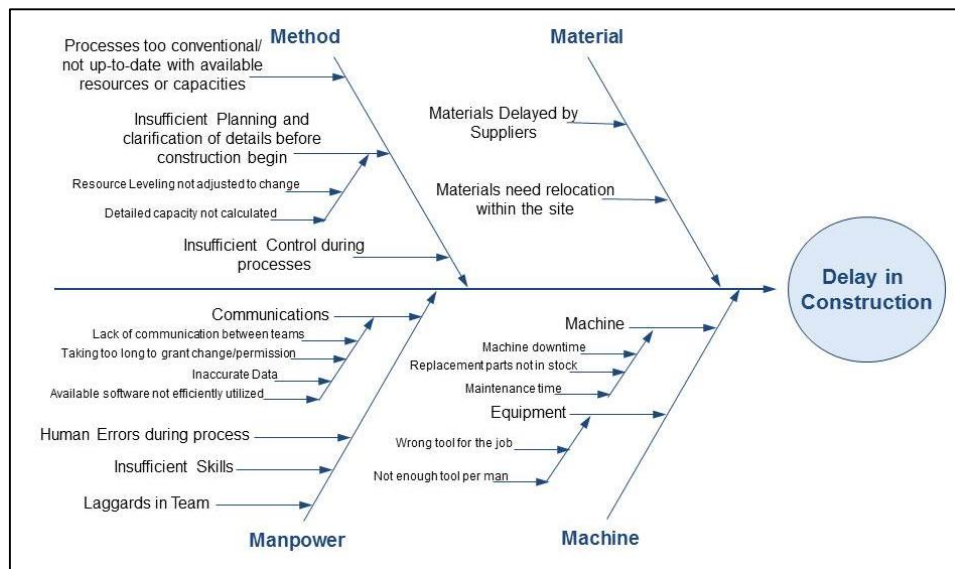 Method
Processes too conventional/
not up-to-date with available
resources or capacities
Insufficient Planning and
clarification of details before
construction begin
Resource Leveling not adjusted to change
Detailed capacity not calculated
Insufficient Control during
processes
Material
Materials Delayed by
Suppliers
Materials need relocation
within the site
Delay in
Construction
Communications
Lack of communication between teams
Taking too long to grant change/permission
Inaccurate Data
Available software not efficiently utilized
Human Errors during process
Insufficient Skills
Laggards in Team
Manpower
Machine
Machine downtime
Replacement parts not in stock
Maintenance time
Equipment
Wrong tool for the job
Not enough tool per man
Machine